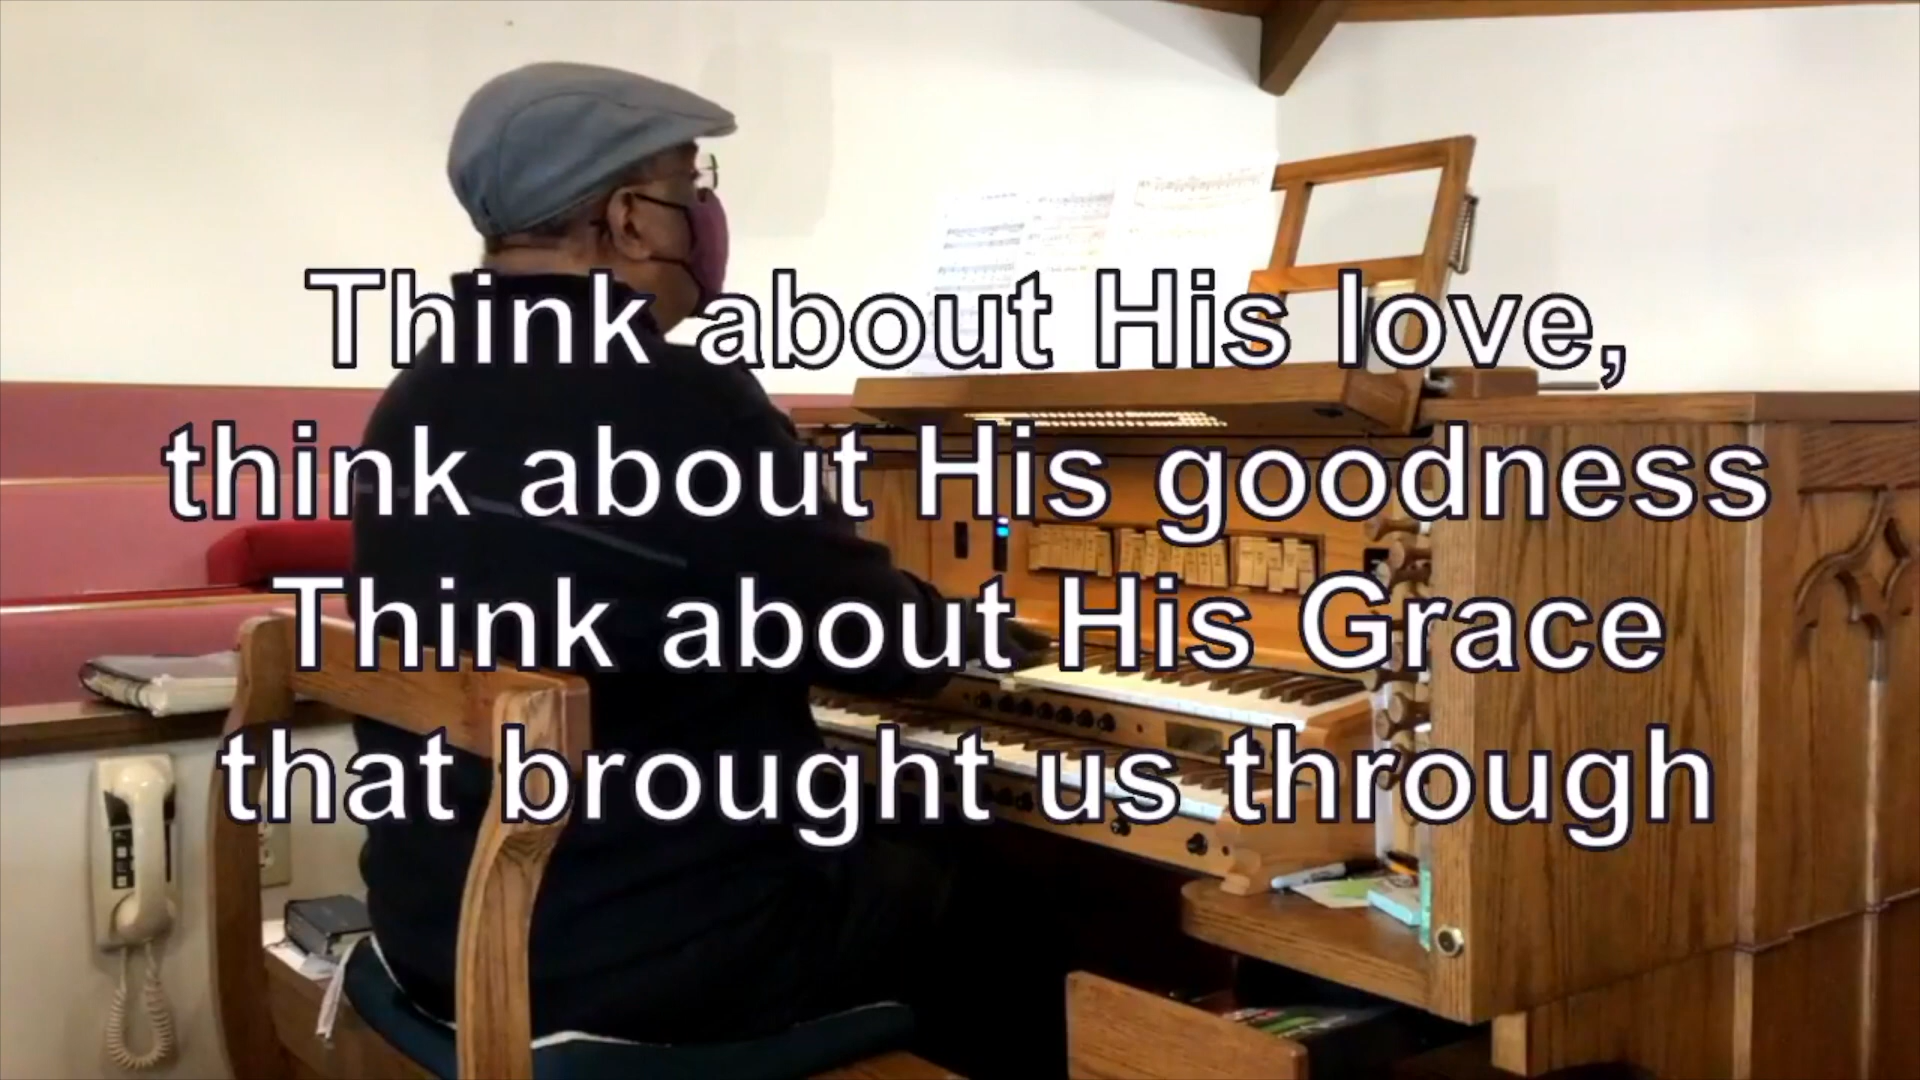 Think about His love,
think about His goodness
Think about His Grace
that brought us through